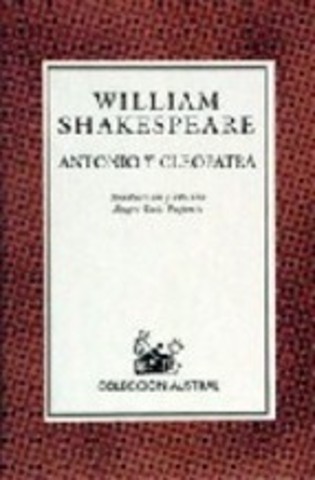 WILLIAM
SHAKESPEARE
ANTONIO Y CLEOPATRA
COLECCIÓN AUSTRAL